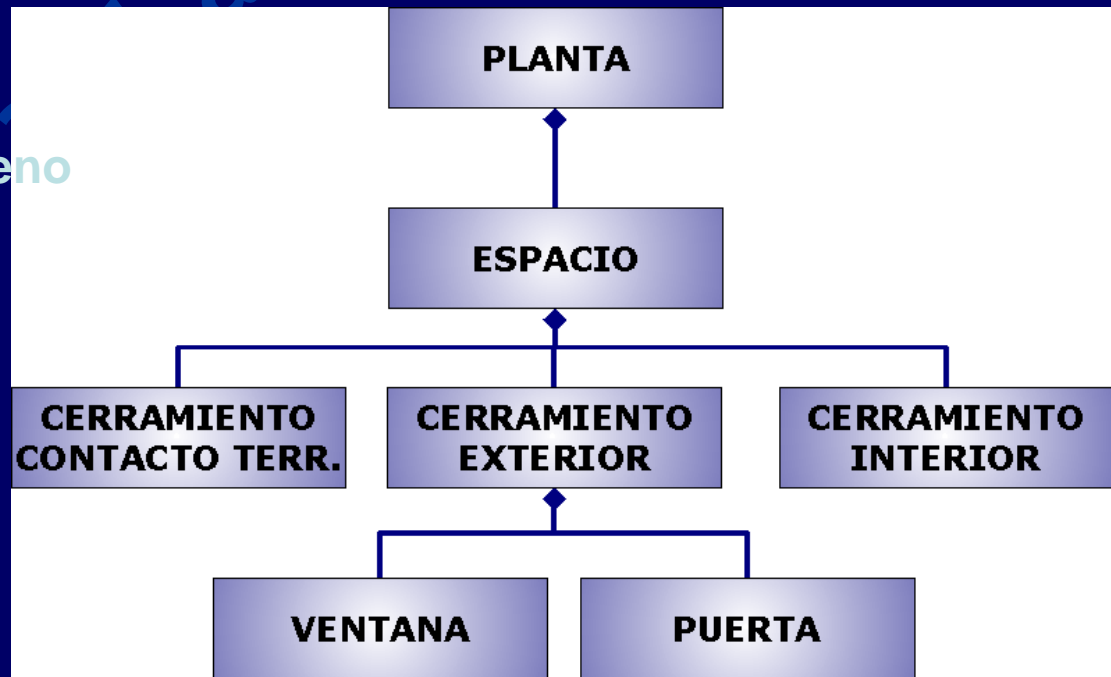 PLANTA
eno
ESPACIO
CERRAMIENTO
CONTACTO TERR.
CERRAMIENTO
EXTERIOR
CERRAMIENTO
INTERIOR
VENTANA
PUERTA